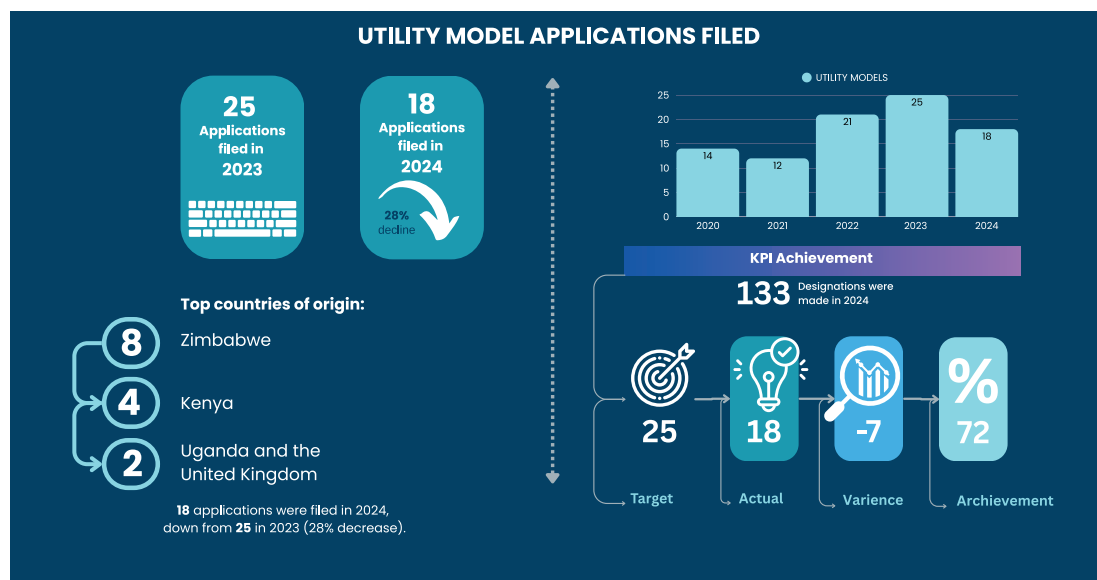 UTILITY MODEL APPLICATIONS FILED
25
Applications
filed in
2023
18
Applications
filed in
2024
28%
decline
Top countries of origin:
8
Zimbabwe
4
Kenya
2
Uganda and the
United Kingdom
18 applications were filed in 2024,
down from 25 in 2023 (28% decrease).
UTILITY MODELS
25
20
15
10
5
0
14
12
21
25
18
2020
2021
2022
2023
2024
KPI Achievement
133
Designations were
made in 2024
25
18
-7
%
72
Target
Actual
Varience
Archievement